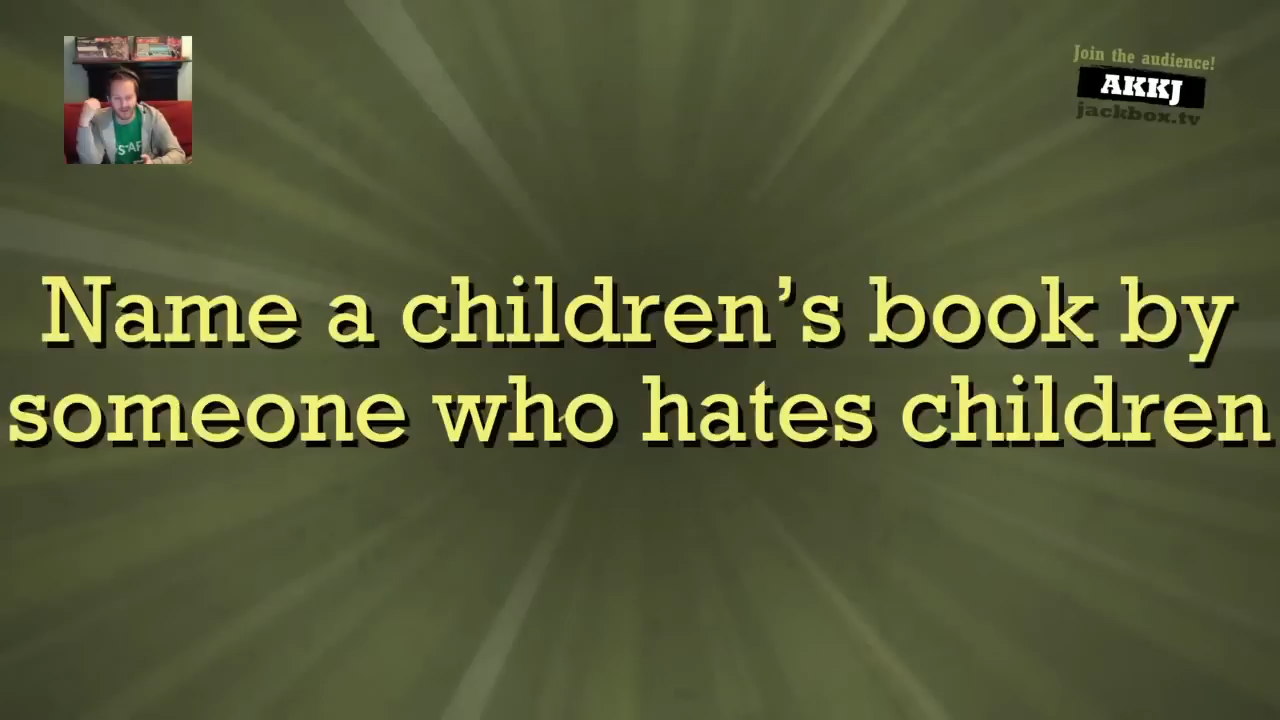 Join the audience!
AKKJ
jackbox.tv
Name a children's book by
someone who hates children